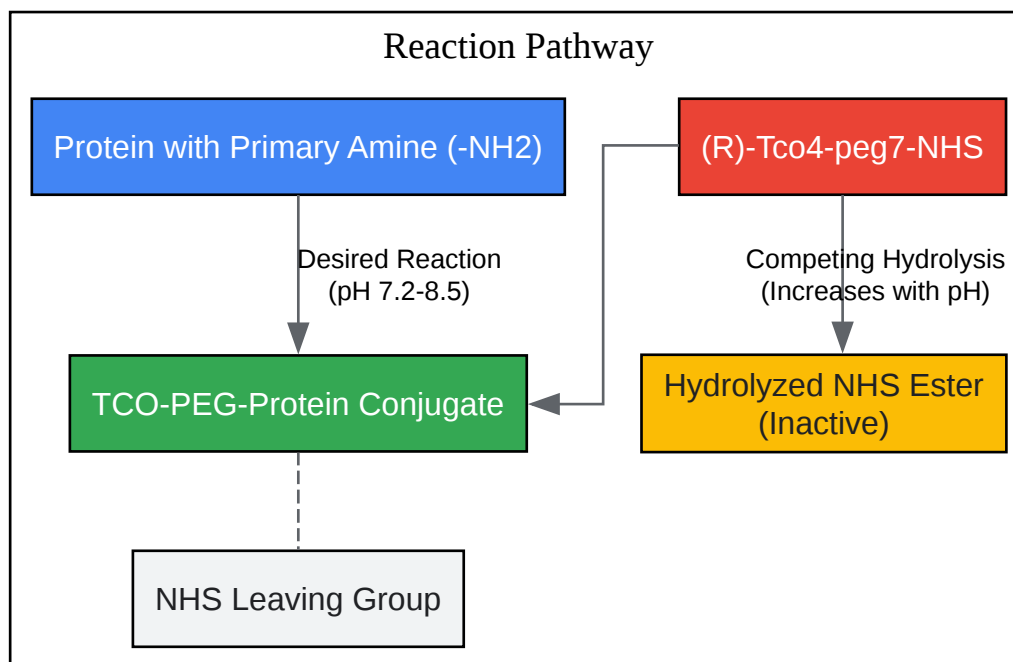 Reaction Pathway
Protein with Primary Amine (-NH2)
(R)-Tco4-peg7-NHS
Desired Reaction
(pH 7.2-8.5)
Competing Hydrolysis
(Increases with pH)
TCO-PEG-Protein Conjugate
Hydrolyzed NHS Ester
(Inactive)
NHS Leaving Group